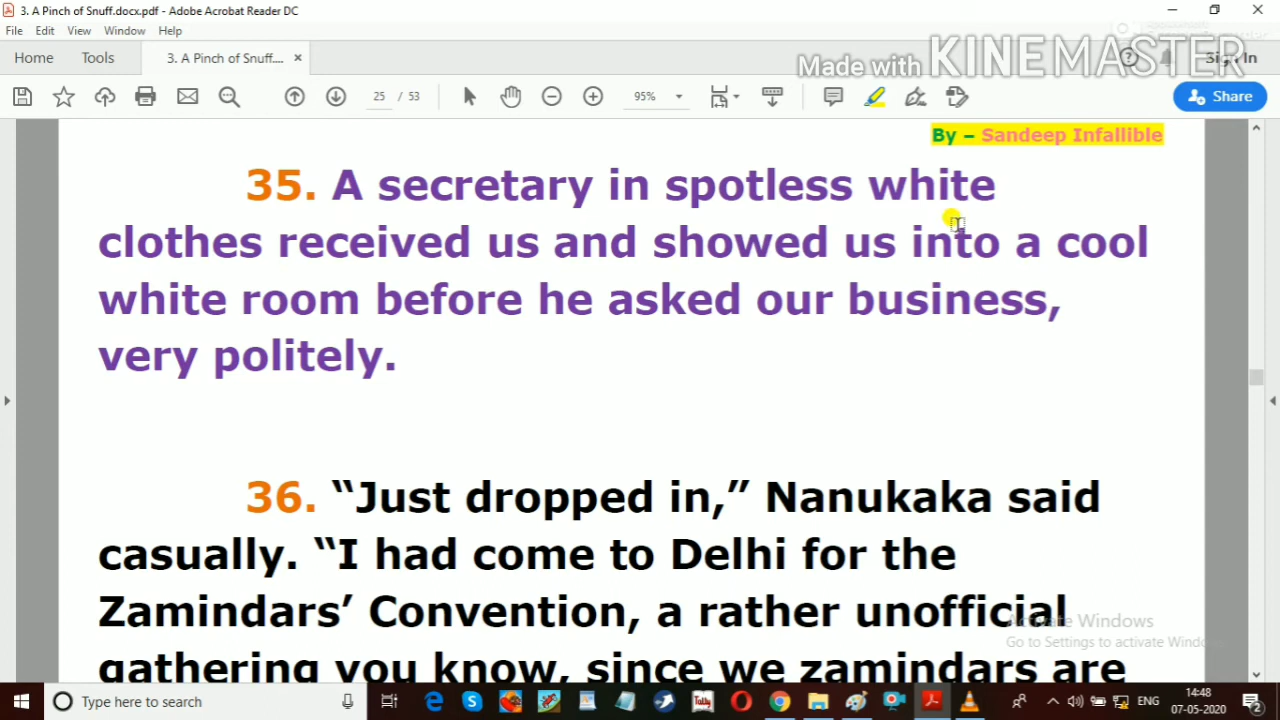 3. A Pinch of Snuff.docx.pdf - Adobe Acrobat Reader DC
File Edit View Window Help
Home Tools 3. A Pinch of Snuff.... × Sign In
Made with KINEMASTER
25 / 53 95% Share
By – Sandeep Infallible
35. A secretary in spotless white
clothes received us and showed us into a cool
white room before he asked our business,
very politely.
36. “Just dropped in,” Nanukaka said
casually. “I had come to Delhi for the
Zamindars’ Convention, a rather unofficial
gathering you know, since we zamindars are
Activate Windows
Go to Settings to activate Windows
Type here to search Tally ENG 14:48
07-05-2020 2